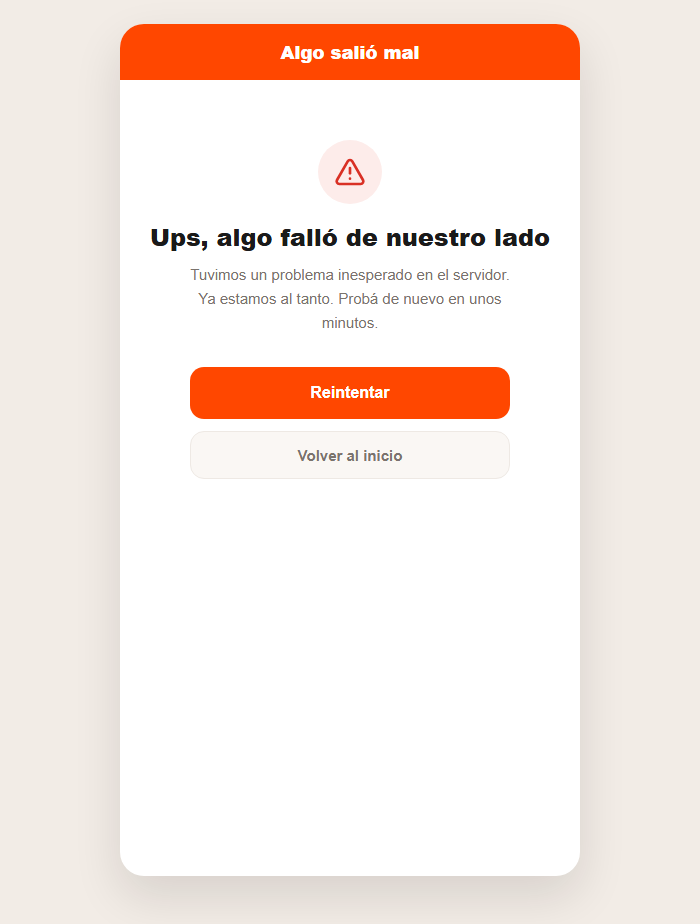 Algo salió mal
Ups, algo falló de nuestro lado
Tuvimos un problema inesperado en el servidor.
Ya estamos al tanto. Probá de nuevo en unos
minutos.
Reintentar
Volver al inicio